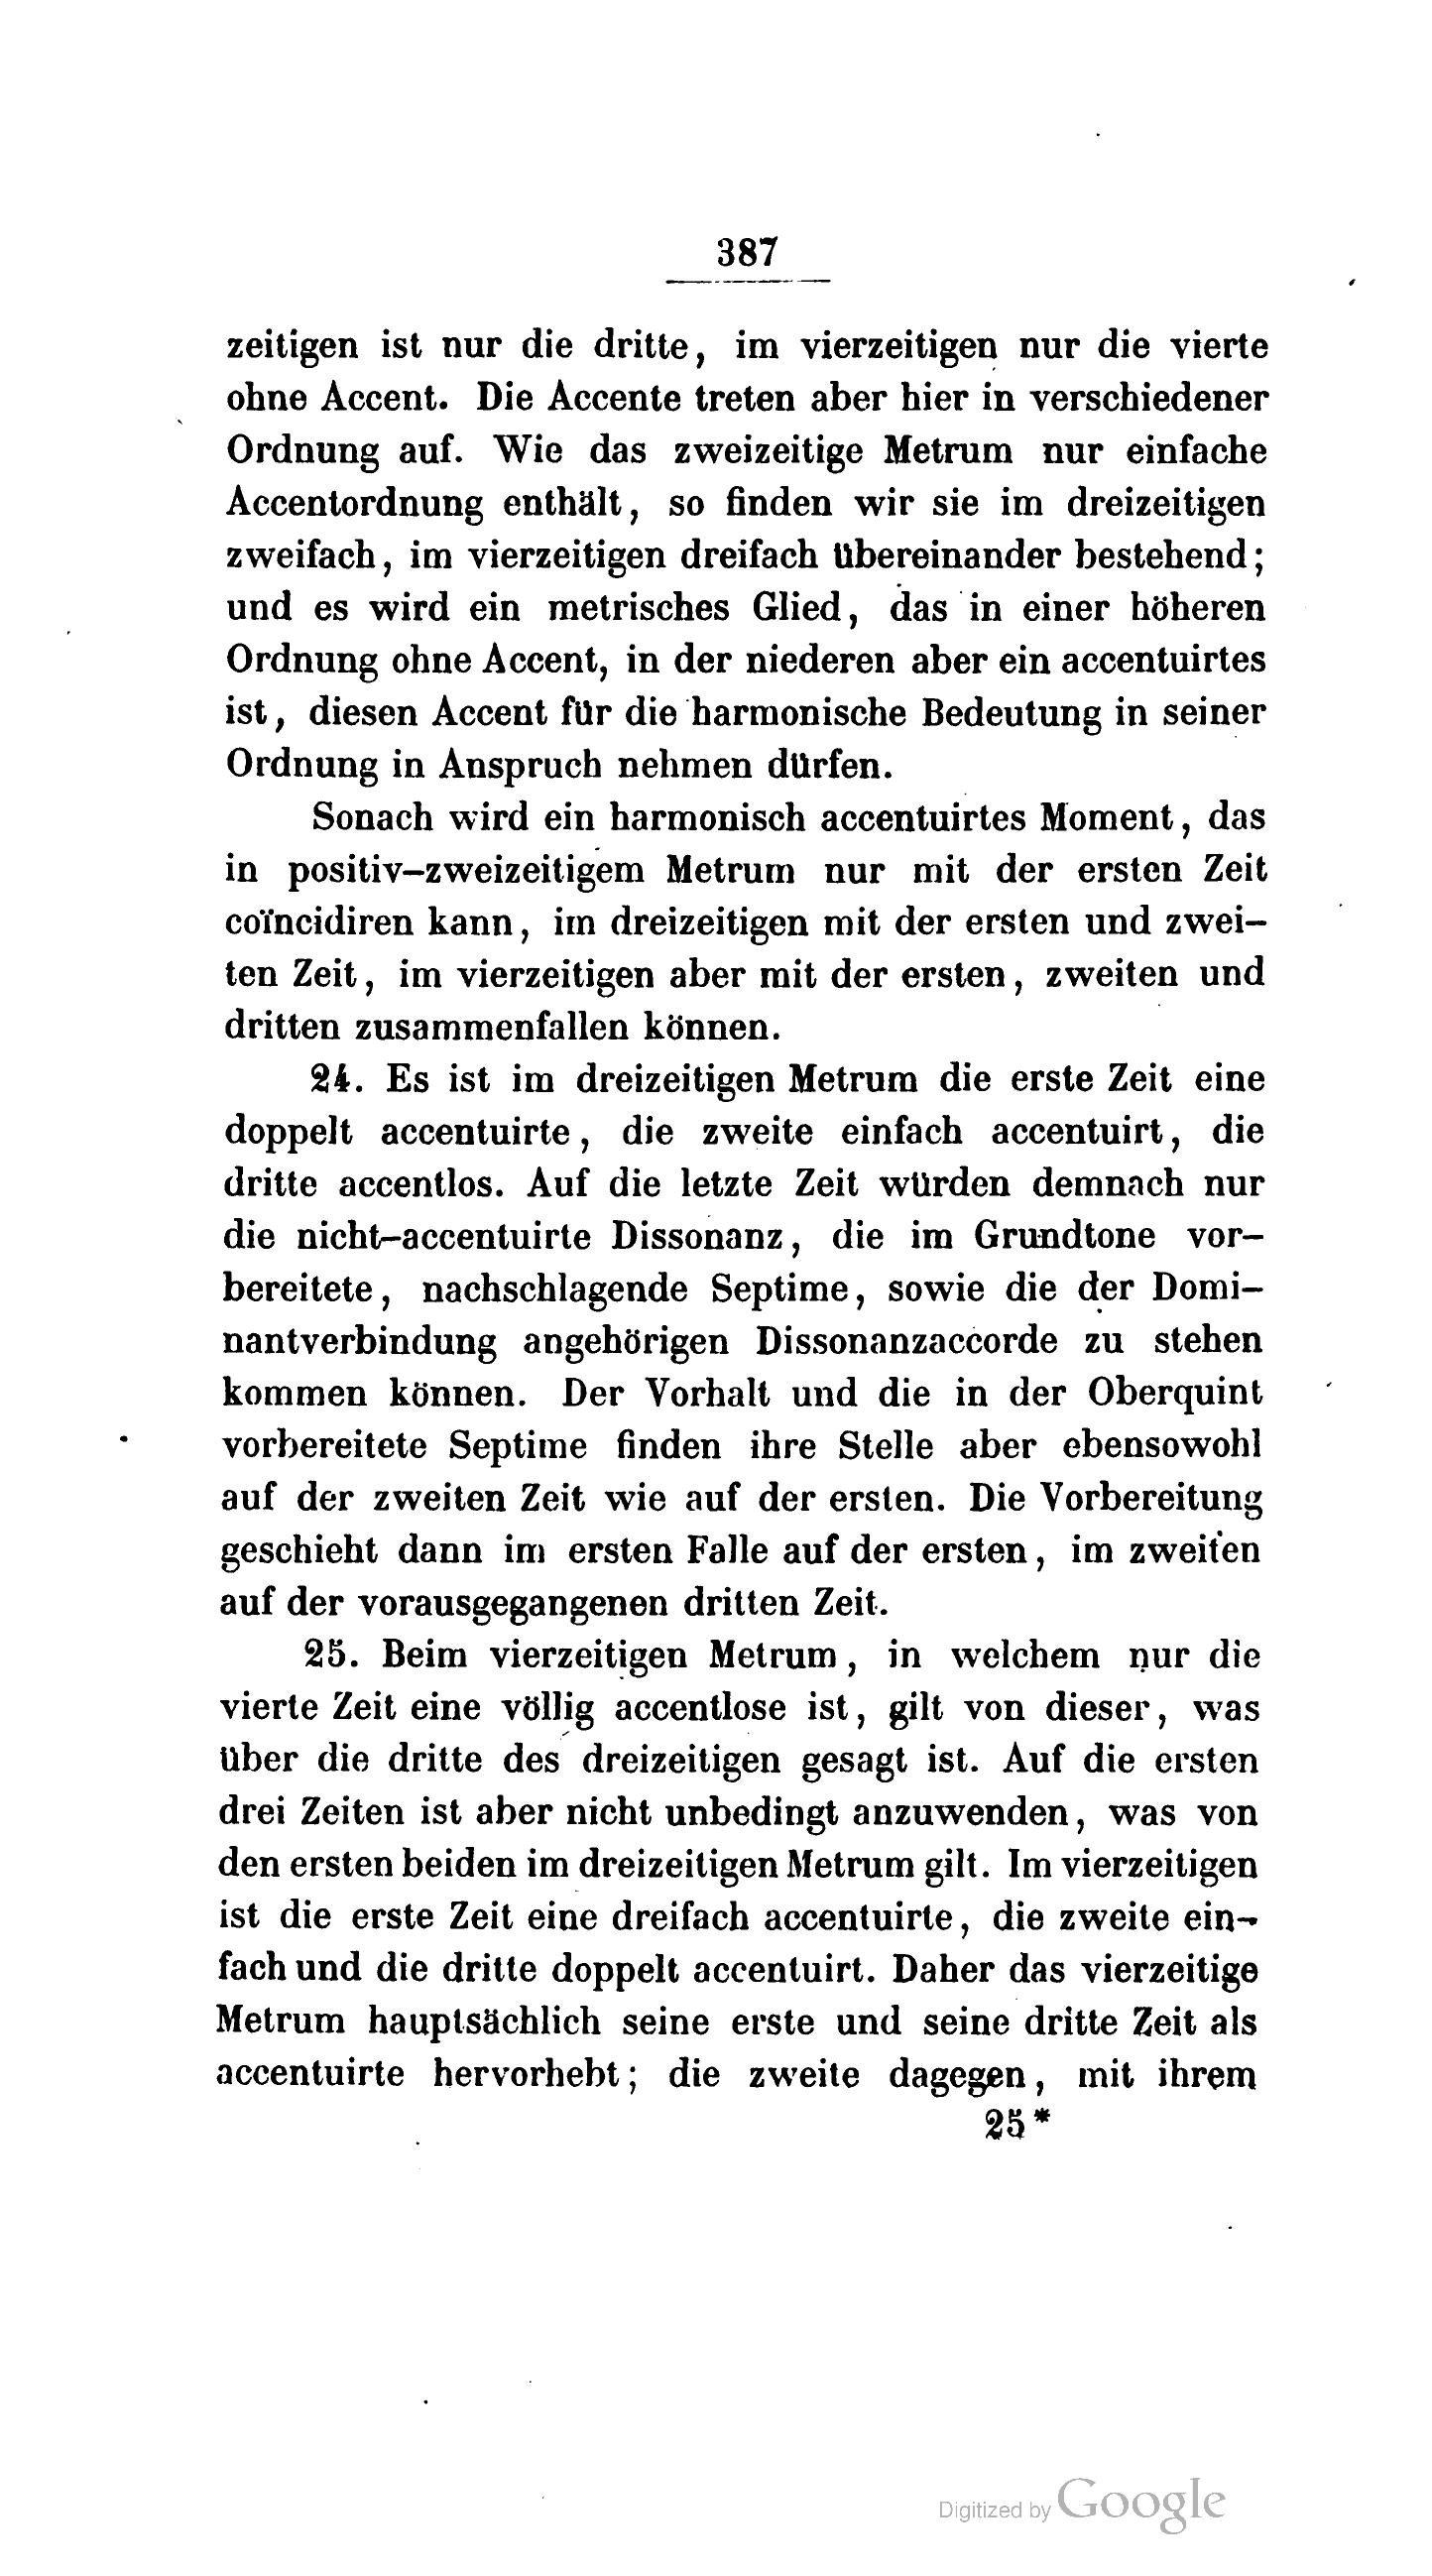 387
zeitigen ist nur die dritte, im vierzeitigen nur die vierte
ohne Accent. Die Accente treten aber hier in verschiedener
Ordnung auf. Wie das zweizeitige Metrum nur einfache
Accentordnung enthält, so finden wir sie im dreizeitigen
zweifach, im vierzeitigen dreifach übereinander bestehend;
und es wird ein metrisches Glied, das in einer höheren
Ordnung ohne Accent, in der niederen aber ein accentuirtes
ist, diesen Accent für die harmonische Bedeutung in seiner
Ordnung in Anspruch nehmen dürfen.
Sonach wird ein harmonisch accentuirtes Moment, das
in positiv-zweizeitigem Metrum nur mit der ersten Zeit
coïncidiren kann, im dreizeitigen mit der ersten und zwei-
ten Zeit, im vierzeitigen aber mit der ersten, zweiten und
dritten zusammenfallen können.
24. Es ist im dreizeitigen Metrum die erste Zeit eine
doppelt accentuirte, die zweite einfach accentuirt, die
dritte accentlos. Auf die letzte Zeit würden demnach nur
die nicht-accentuirte Dissonanz, die im Grundtone vor-
bereitete, nachschlagende Septime, sowie die der Domi-
nantverbindung angehörigen Dissonanzaccorde zu stehen
kommen können. Der Vorhalt und die in der Oberquint
vorbereitete Septime finden ihre Stelle aber ebensowohl
auf der zweiten Zeit wie auf der ersten. Die Vorbereitung
geschieht dann im ersten Falle auf der ersten, im zweiten
auf der vorausgegangenen dritten Zeit.
25. Beim vierzeitigen Metrum, in welchem nur die
vierte Zeit eine völlig accentlose ist, gilt von dieser, was
über die dritte des dreizeitigen gesagt ist. Auf die ersten
drei Zeiten ist aber nicht unbedingt anzuwenden, was von
den ersten beiden im dreizeitigen Metrum gilt. Im vierzeitigen
ist die erste Zeit eine dreifach accentuirte, die zweite ein-
fach und die dritte doppelt accentuirt. Daher das vierzeitige
Metrum hauptsächlich seine erste und seine dritte Zeit als
accentuirte hervorhebt; die zweite dagegen, mit ihrem
25*
Digitized by Google